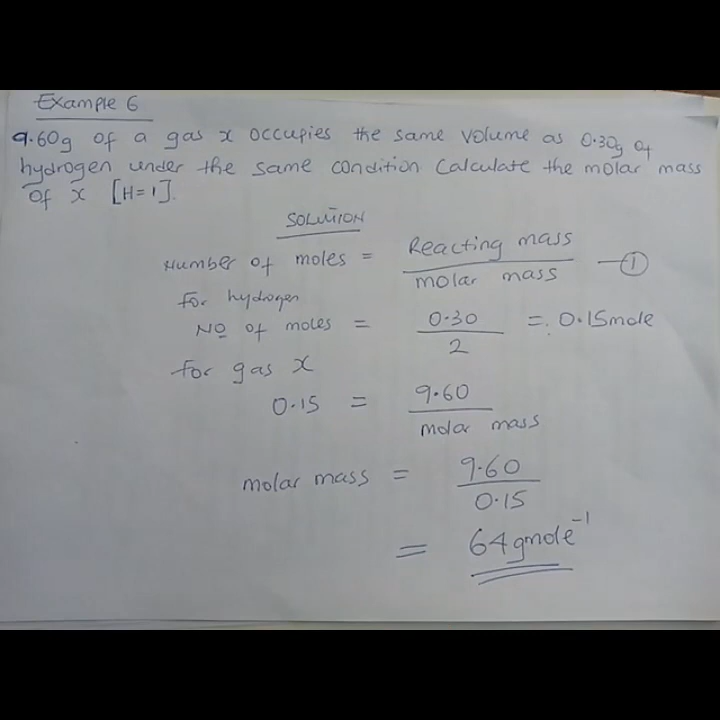 Example 6
9.60g of a gas x occupies the same volume as 0.30g of
hydrogen under the same condition calculate the molar mass
of x [H=1].
SOLUTION
Number of moles = Reacting mass / molar mass — ①
for hydrogen
No of moles = 0.30 / 2 = 0.15mole
for gas x
0.15 = 9.60 / molar mass
molar mass = 9.60 / 0.15
= 64gmole⁻¹